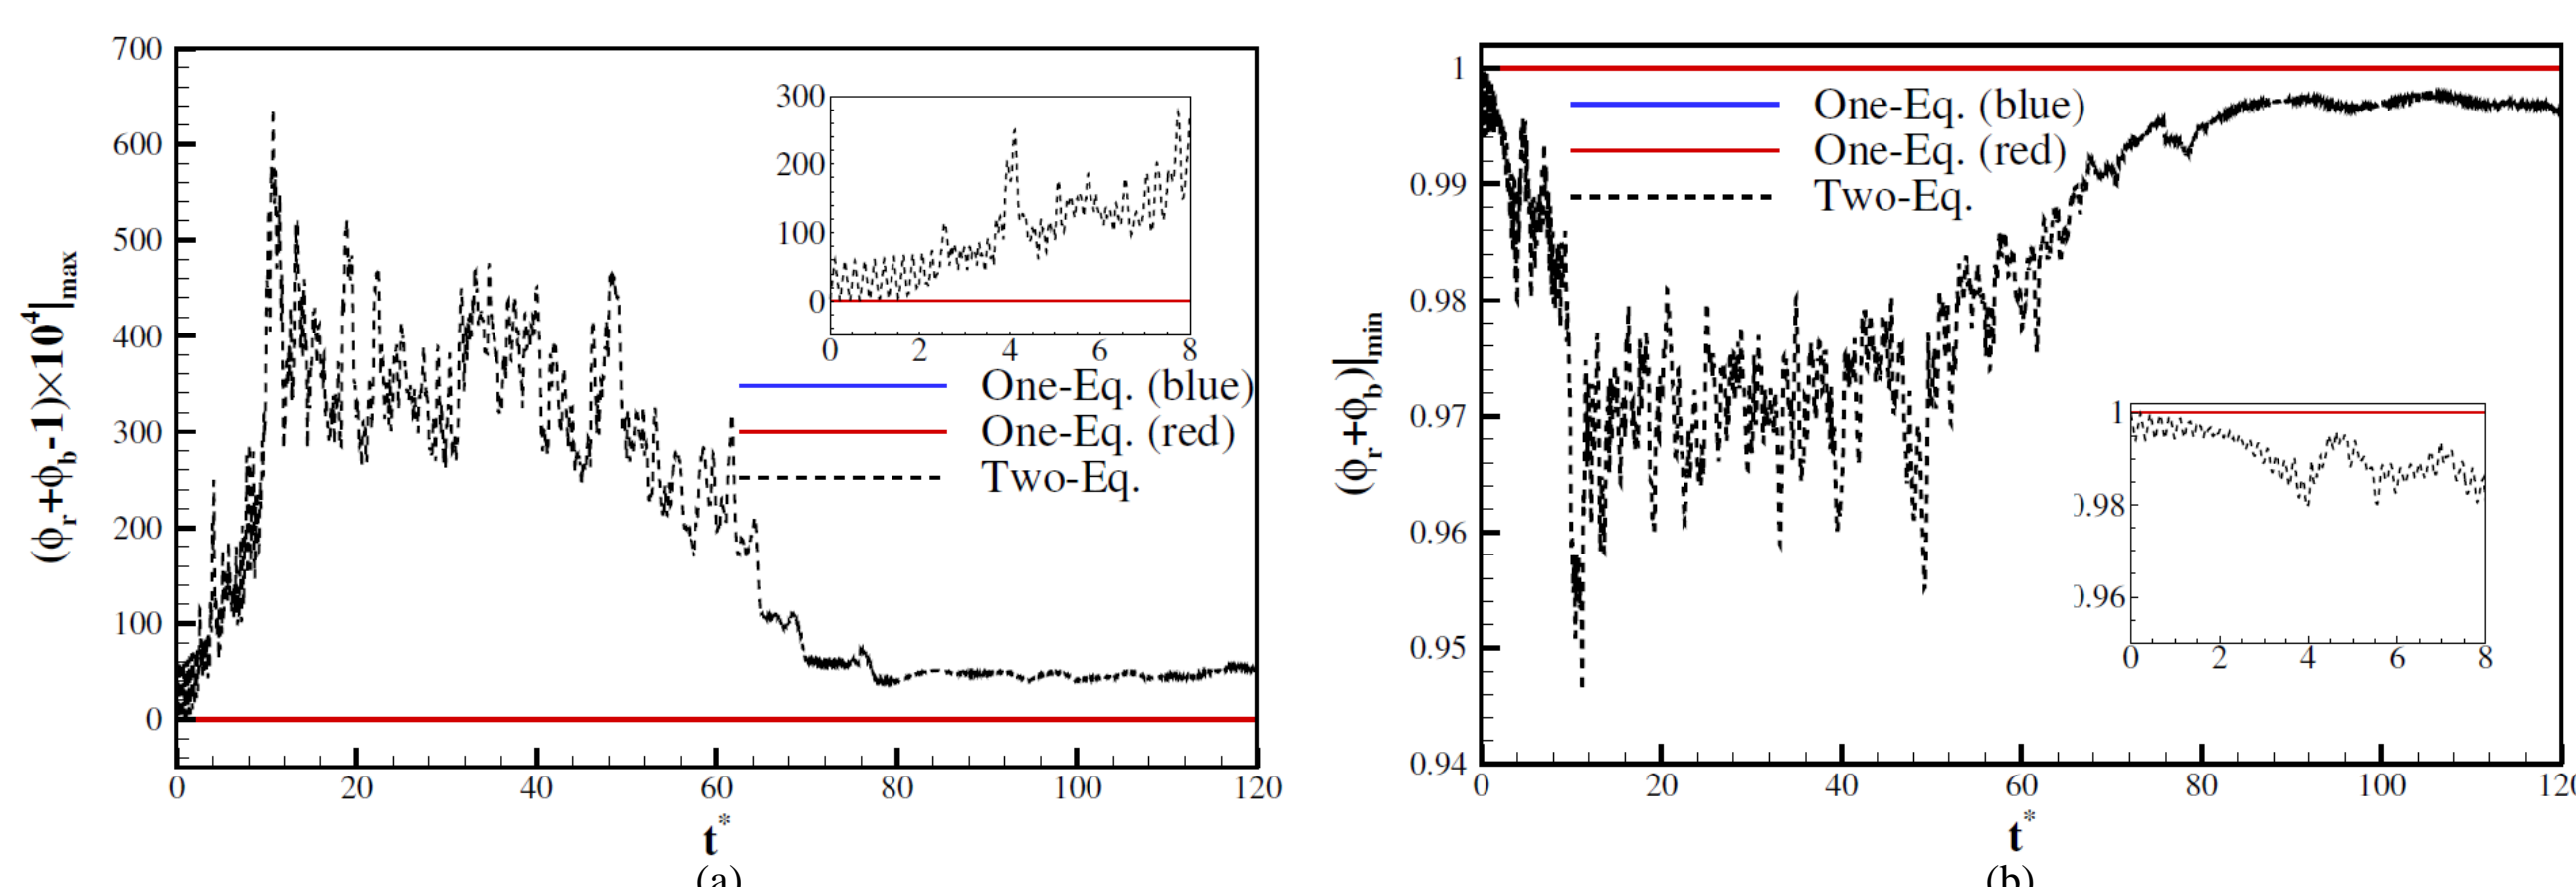 700
600
500
400
300
200
100
0
(ϕr+ϕb-1)×10⁴|max
300
200
100
0
0 2 4 6 8
One-Eq. (blue)
One-Eq. (red)
Two-Eq.
0 20 40 60 80 100 120
t*
(a)
1
0.99
0.98
0.97
0.96
0.95
0.94
(ϕr+ϕb)|min
One-Eq. (blue)
One-Eq. (red)
Two-Eq.
1
0.98
0.96
0 2 4 6 8
0 20 40 60 80 100 120
t*
(b)